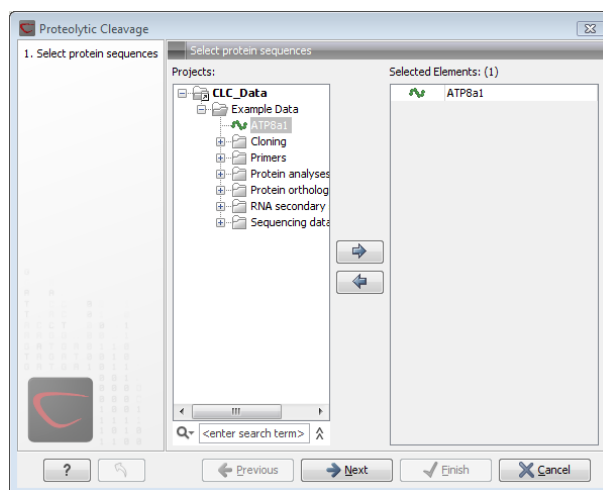 Proteolytic Cleavage
1. Select protein sequences
Select protein sequences
Projects:
CLC_Data
Example Data
ATP8a1
Cloning
Primers
Protein analyses
Protein ortholog
RNA secondary
Sequencing data
<enter search term>
Selected Elements: (1)
ATP8a1
?
Previous
Next
Finish
Cancel